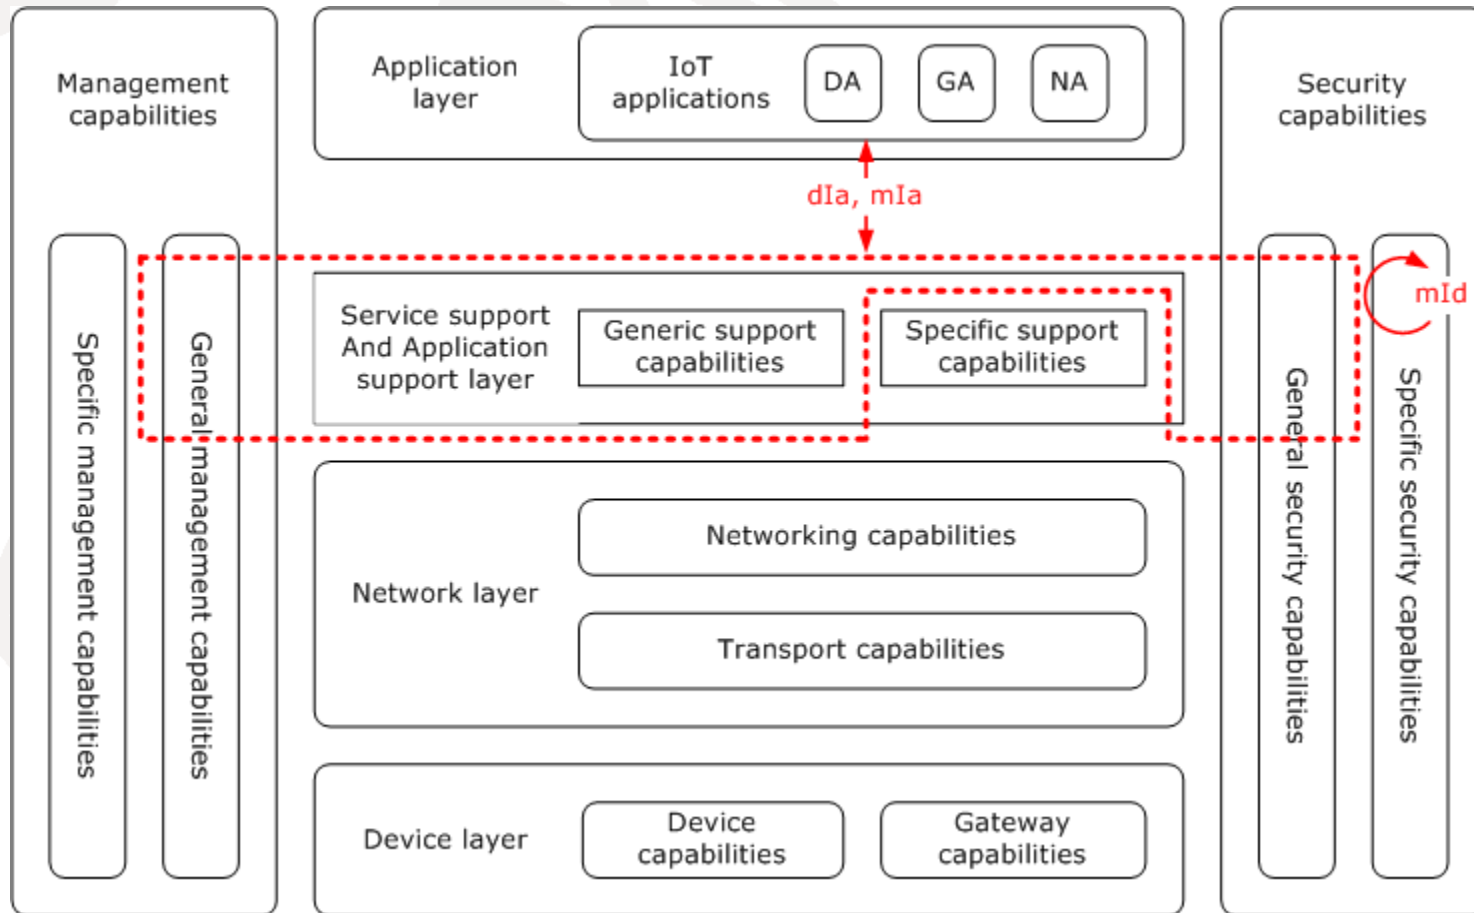 Management
capabilities
Specific management capabilities
General management capabilities
Application
layer
IoT
applications
DA
GA
NA
dIa, mIa
Service support
And Application
support layer
Generic support
capabilities
Specific support
capabilities
Network layer
Networking capabilities
Transport capabilities
Device layer
Device
capabilities
Gateway
capabilities
Security
capabilities
General security capabilities
Specific security capabilities
mId